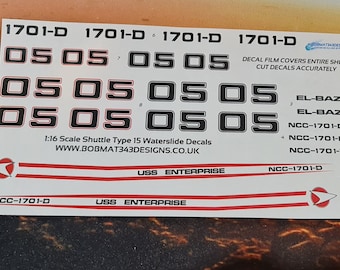 1701-D 1701-D 1701-D 1701-D
BOBMAT343DESIGNS
05 05 05 05
DECAL FILM COVERS ENTIRE SH
CUT DECALS ACCURATELY
05 05 05 05
EL-BAZ
EL-BAZ
05 05 05 05
NCC-1701-D
1:16 Scale Shuttle Type 15 Waterslide Decals
WWW.BOBMAT343DESIGNS.CO.UK
NCC-1701-D
NCC-1701-D
USS ENTERPRISE
CC-1701-D
USS ENTERPRISE